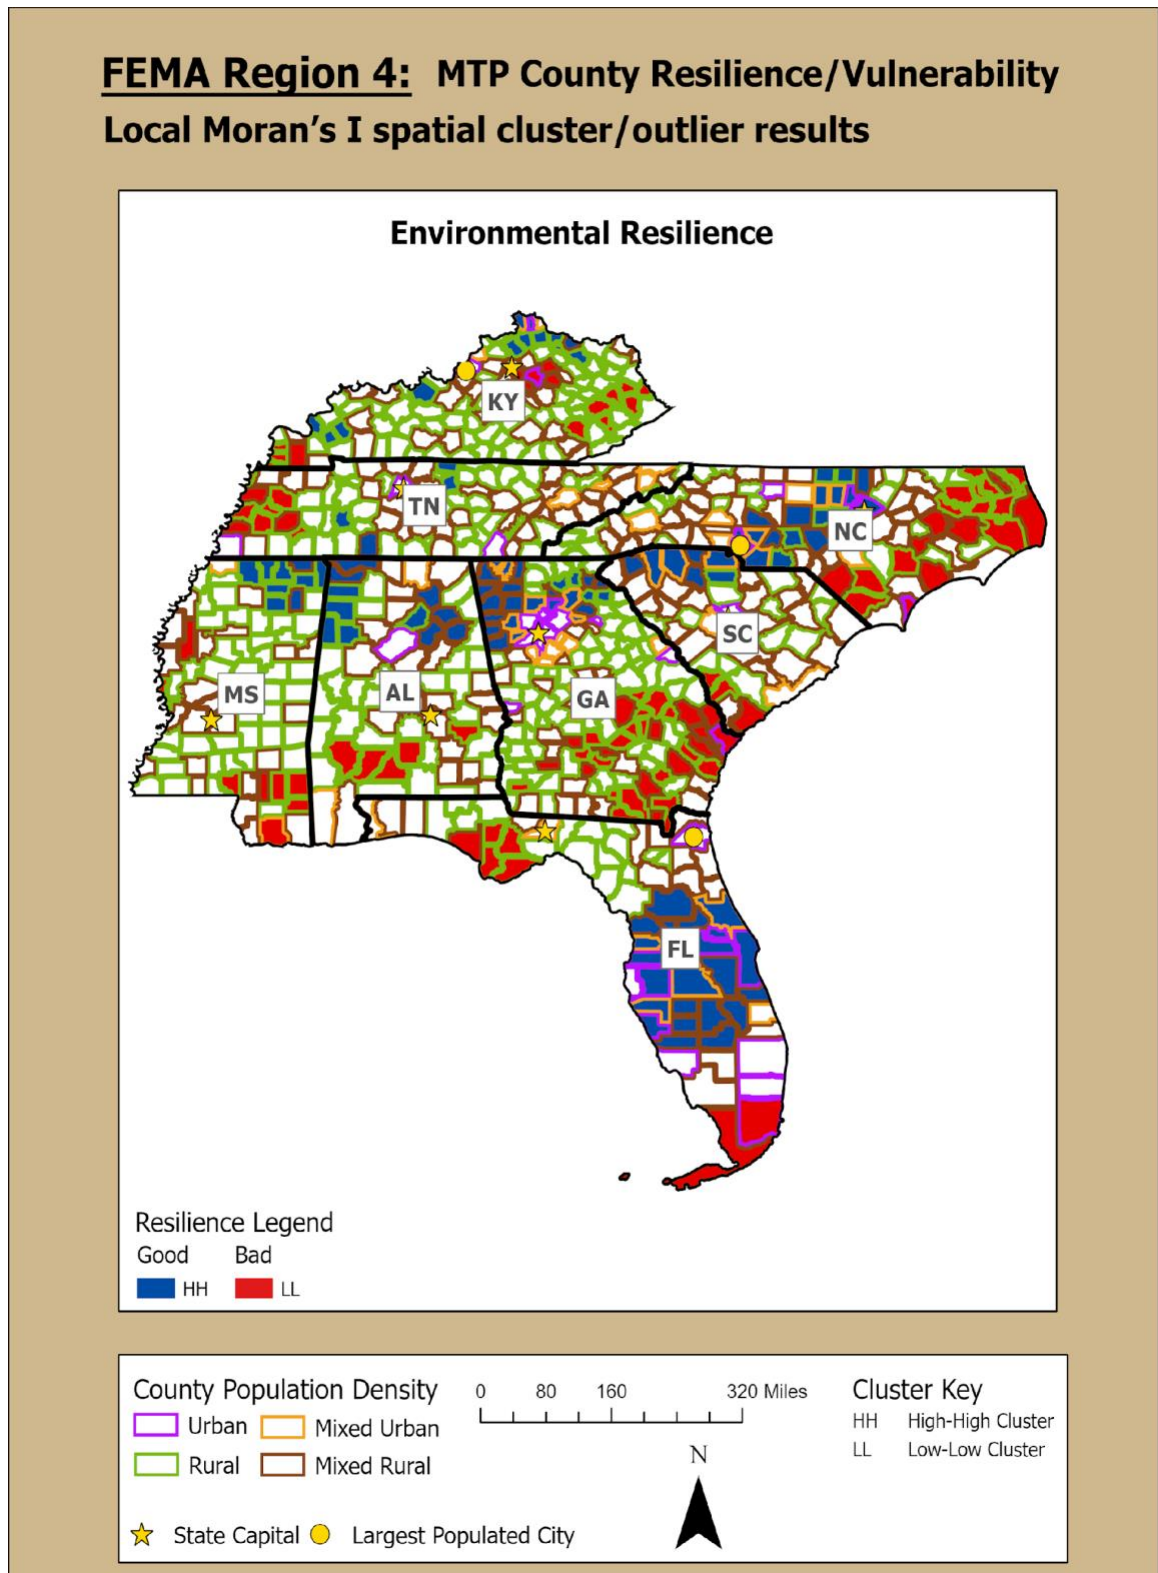 FEMA Region 4: MTP County Resilience/Vulnerability
Local Moran's I spatial cluster/outlier results
Environmental Resilience
KY
TN
NC
SC
MS
AL
GA
FL
Resilience Legend
Good Bad
HH LL
County Population Density
Urban Mixed Urban
Rural Mixed Rural
State Capital Largest Populated City
0 80 160 320 Miles
N
Cluster Key
HH High-High Cluster
LL Low-Low Cluster